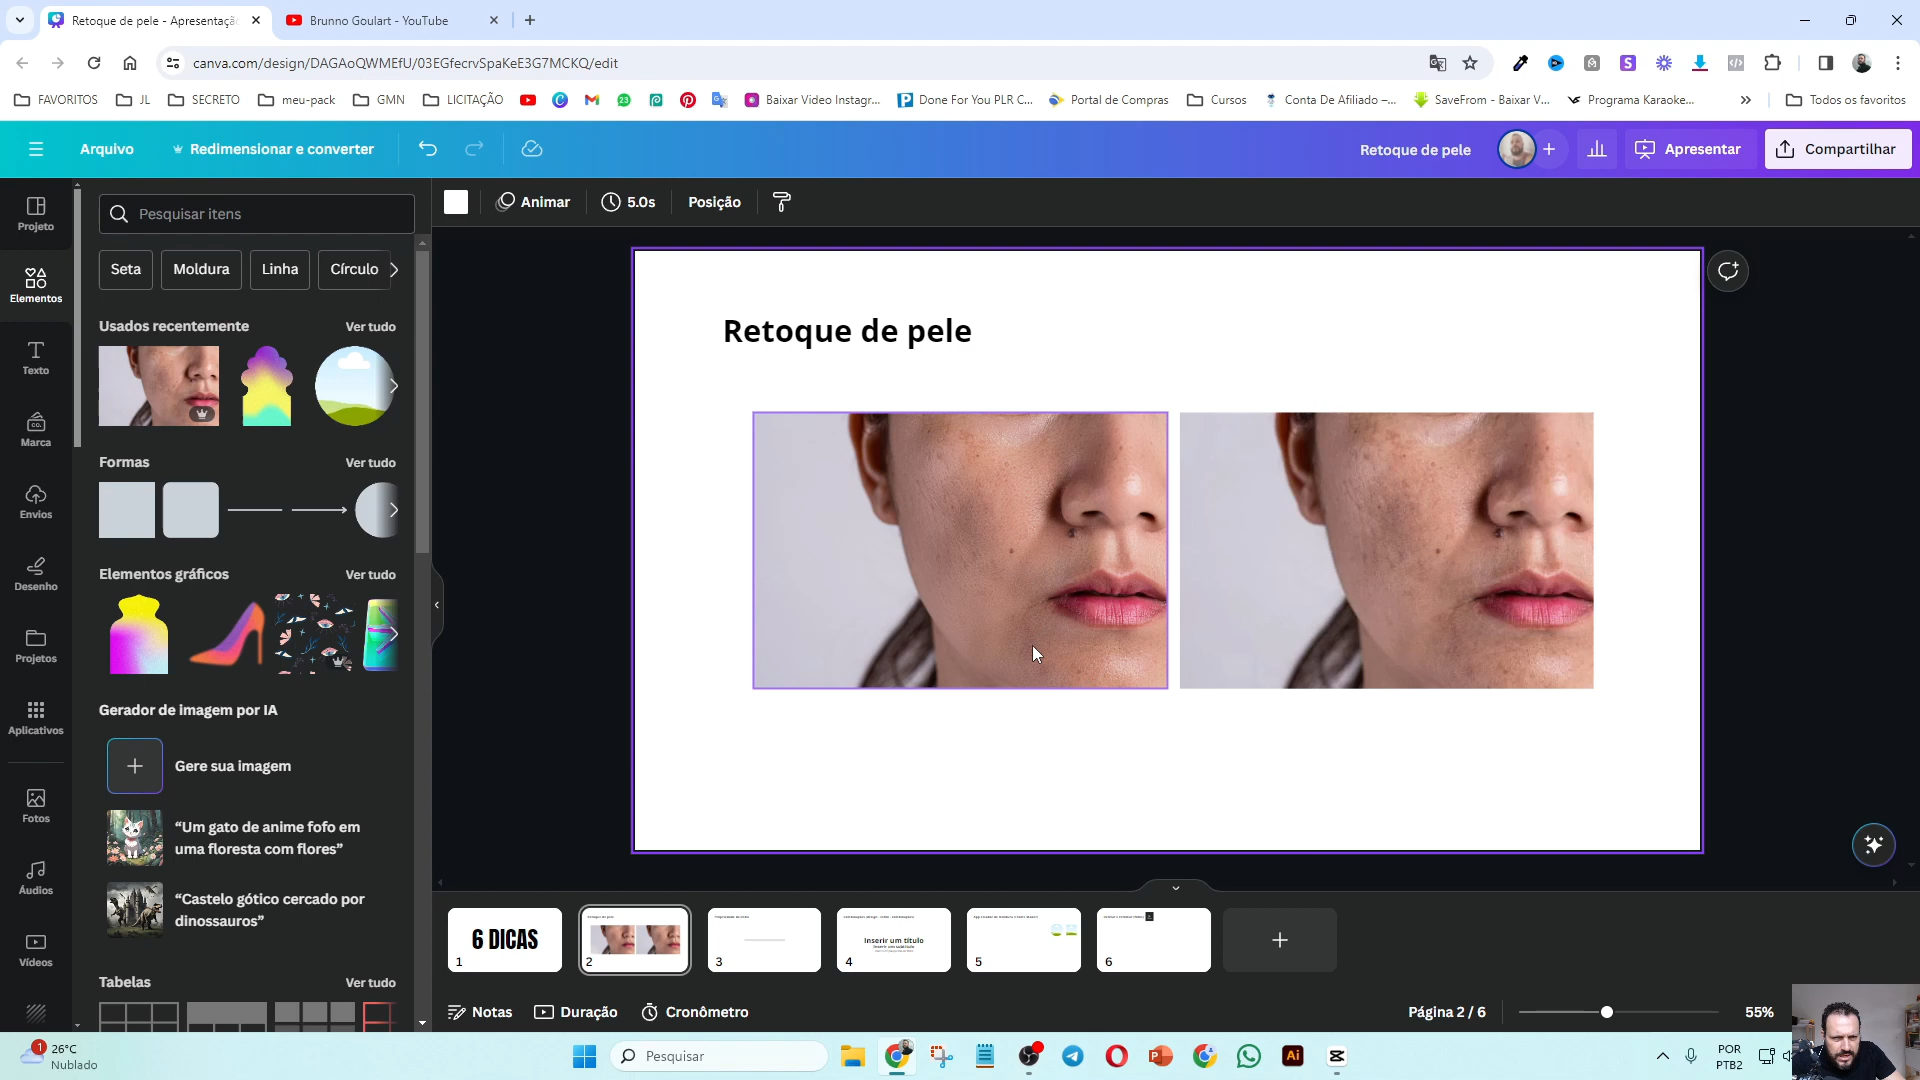 Retoque de pele - Apresentaçã
Brunno Goulart - YouTube
canva.com/design/DAGAoQWMEfU/03EGfecrvSpaKeE3G7MCKQ/edit
FAVORITOS
JL
SECRETO
meu-pack
GMN
LICITAÇÃO
Baixar Video Instagr...
Done For You PLR C...
Portal de Compras
Cursos
Conta De Afiliado –...
SaveFrom - Baixar V...
Programa Karaoke...
Todos os favoritos
Arquivo
Redimensionar e converter
Retoque de pele
Apresentar
Compartilhar
Projeto
Elementos
Texto
Marca
Envios
Desenho
Projetos
Aplicativos
Fotos
Áudios
Vídeos
Pesquisar itens
Seta
Moldura
Linha
Círculo
Usados recentemente
Ver tudo
Formas
Ver tudo
Elementos gráficos
Ver tudo
Gerador de imagem por IA
Gere sua imagem
“Um gato de anime fofo em
uma floresta com flores”
“Castelo gótico cercado por
dinossauros”
Tabelas
Ver tudo
Animar
5.0s
Posição
Retoque de pele
6 DICAS
1
2
3
Inserir um título
4
5
6
Notas
Duração
Cronômetro
Página 2 / 6
55%
1
26°C
Nublado
Pesquisar
POR
PTB2